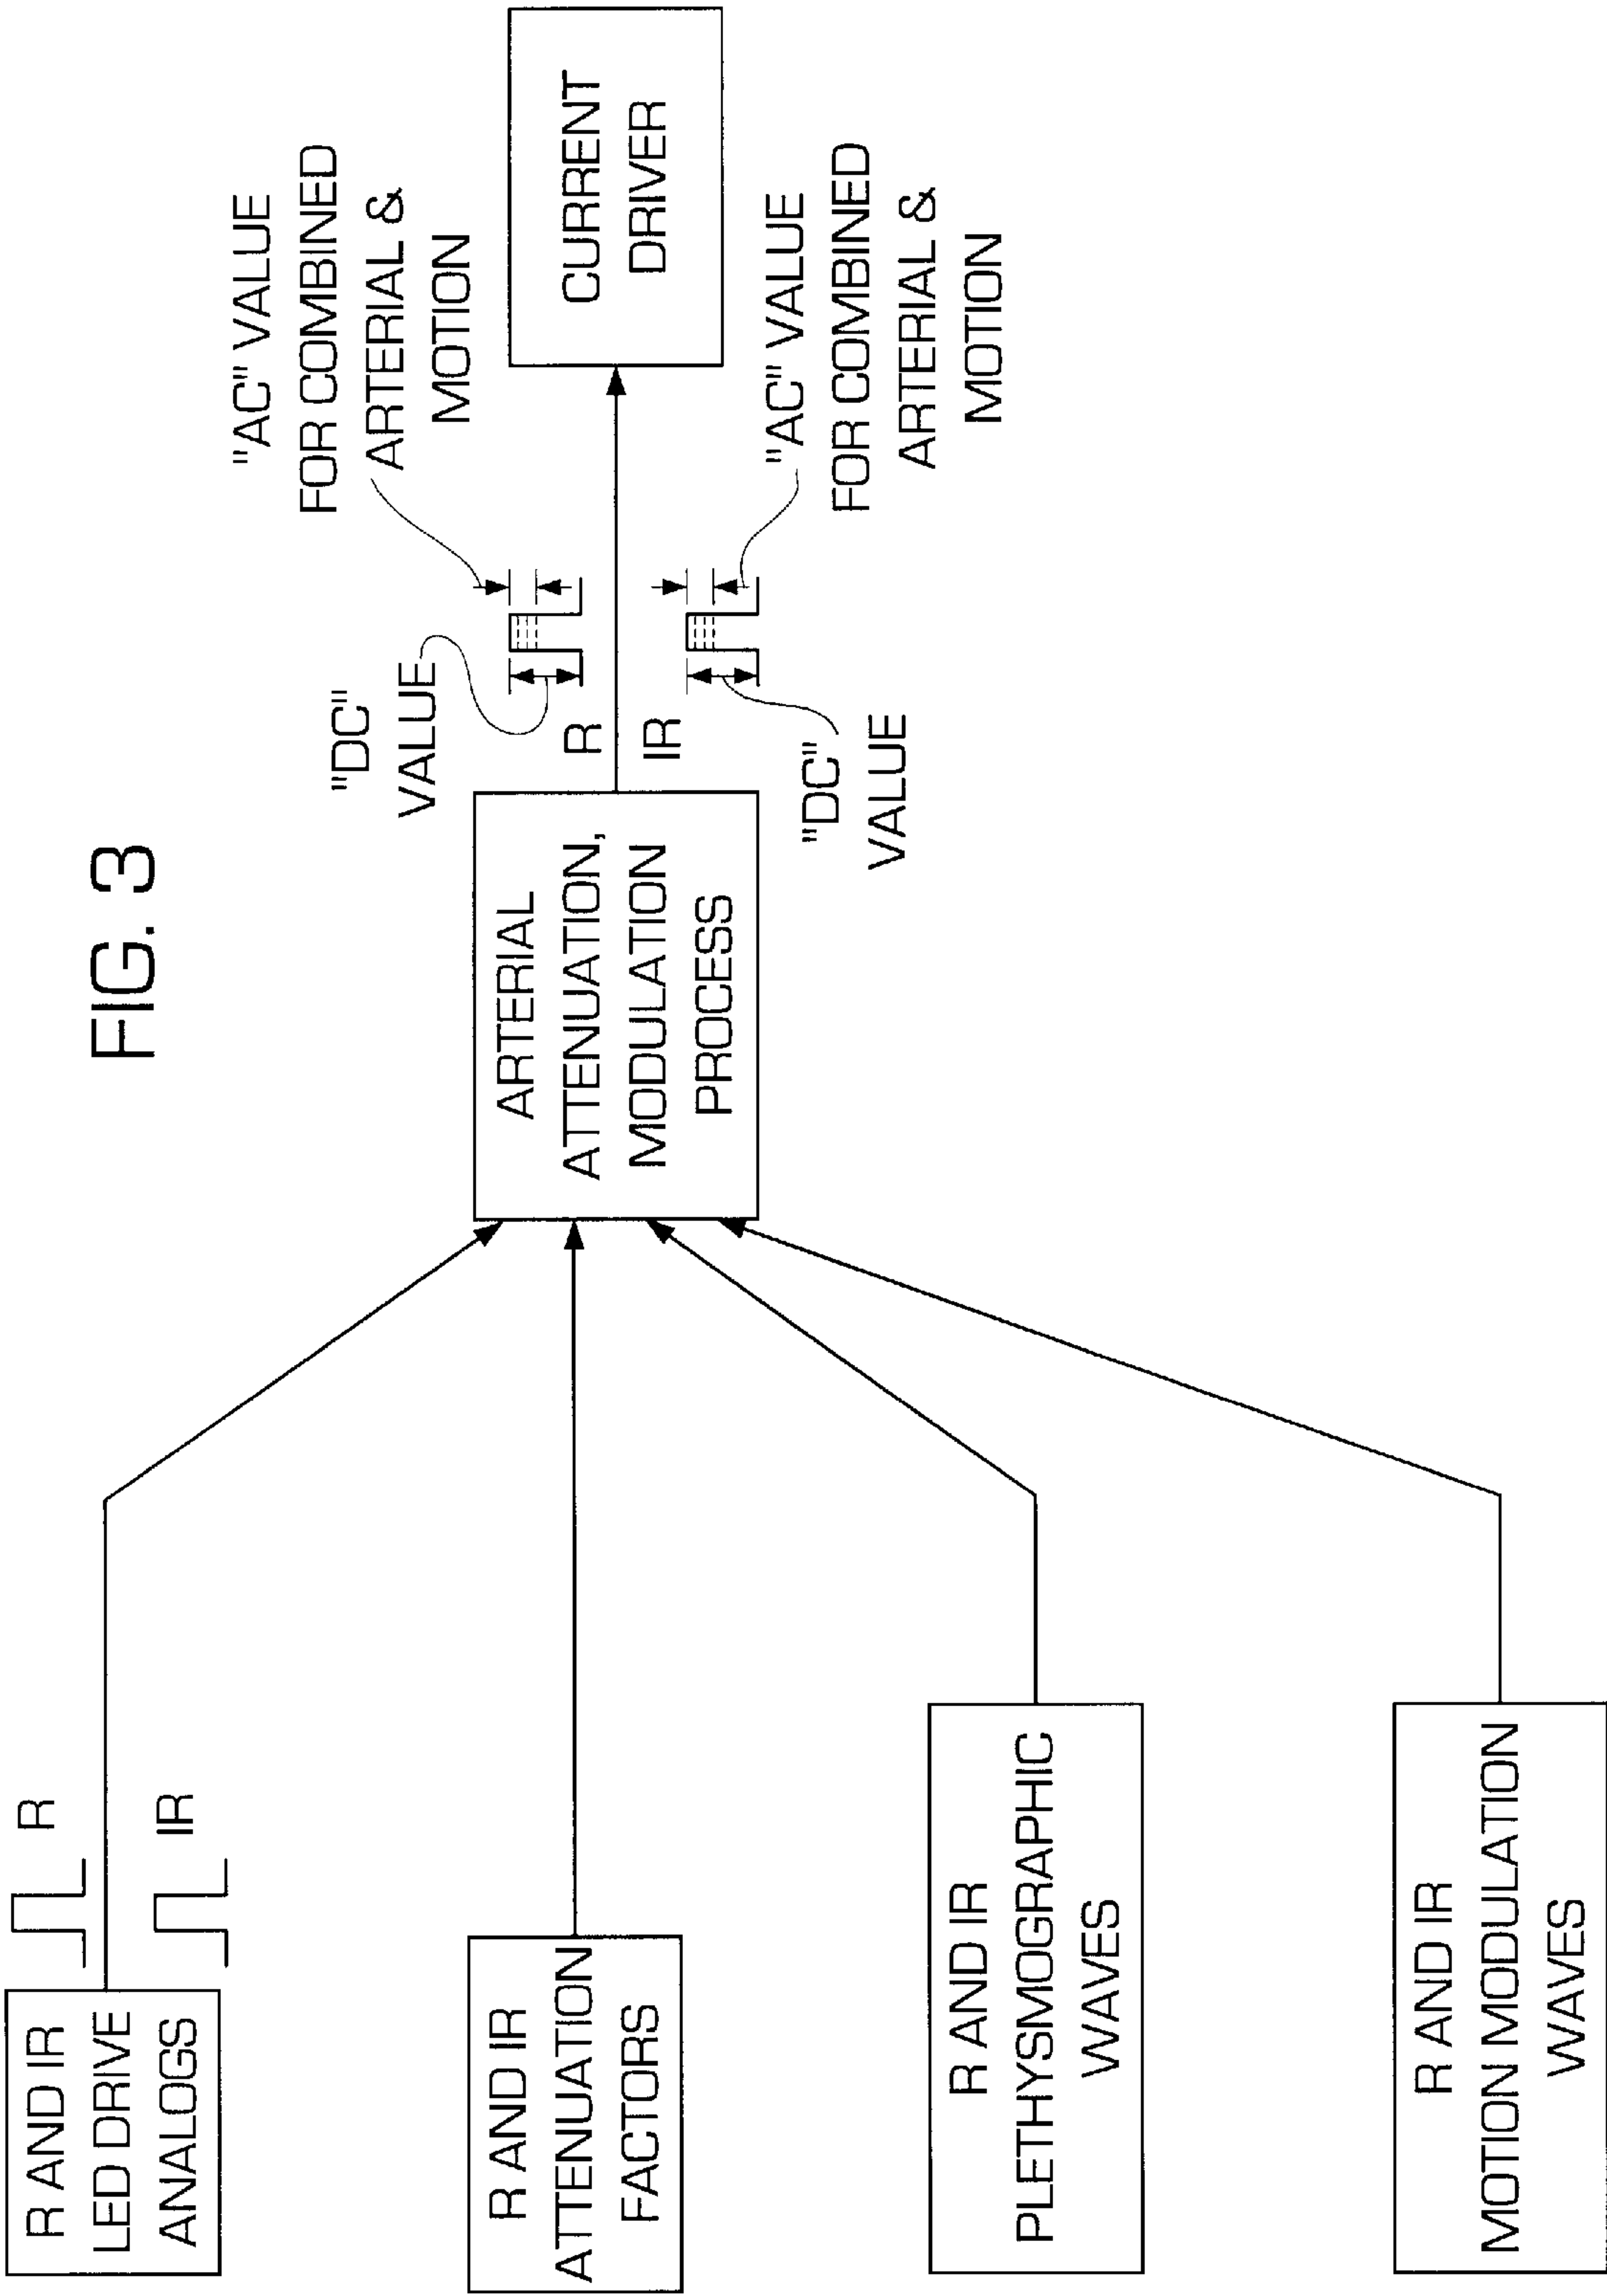 FIG. 3
R AND IR
LED DRIVE
ANALOGS
R
IR
R AND IR
ATTENUATION
FACTORS
R AND IR
PLETHYSMOGRAPHIC
WAVES
R AND IR
MOTION MODULATION
WAVES
ARTERIAL
ATTENUATION,
MODULATION
PROCESS
"DC"
VALUE
R
IR
"DC"
VALUE
"AC" VALUE
FOR COMBINED
ARTERIAL &
MOTION
"AC" VALUE
FOR COMBINED
ARTERIAL &
MOTION
CURRENT
DRIVER